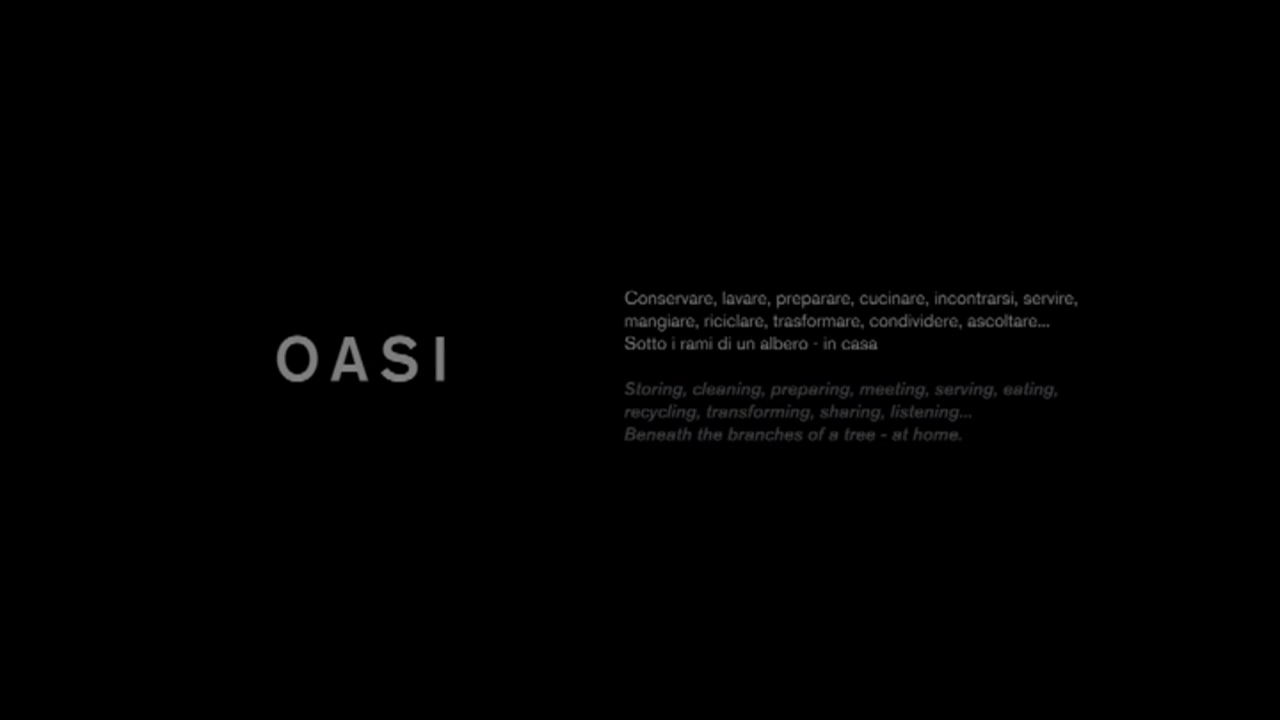 OASI
Conservare, lavare, preparare, cucinare, incontrarsi, servire,
mangiare, riciclare, trasformare, condividere, ascoltare...
Sotto i rami di un albero - in casa
Storing, cleaning, preparing, meeting, serving, eating,
recycling, transforming, sharing, listening...
Beneath the branches of a tree - at home.